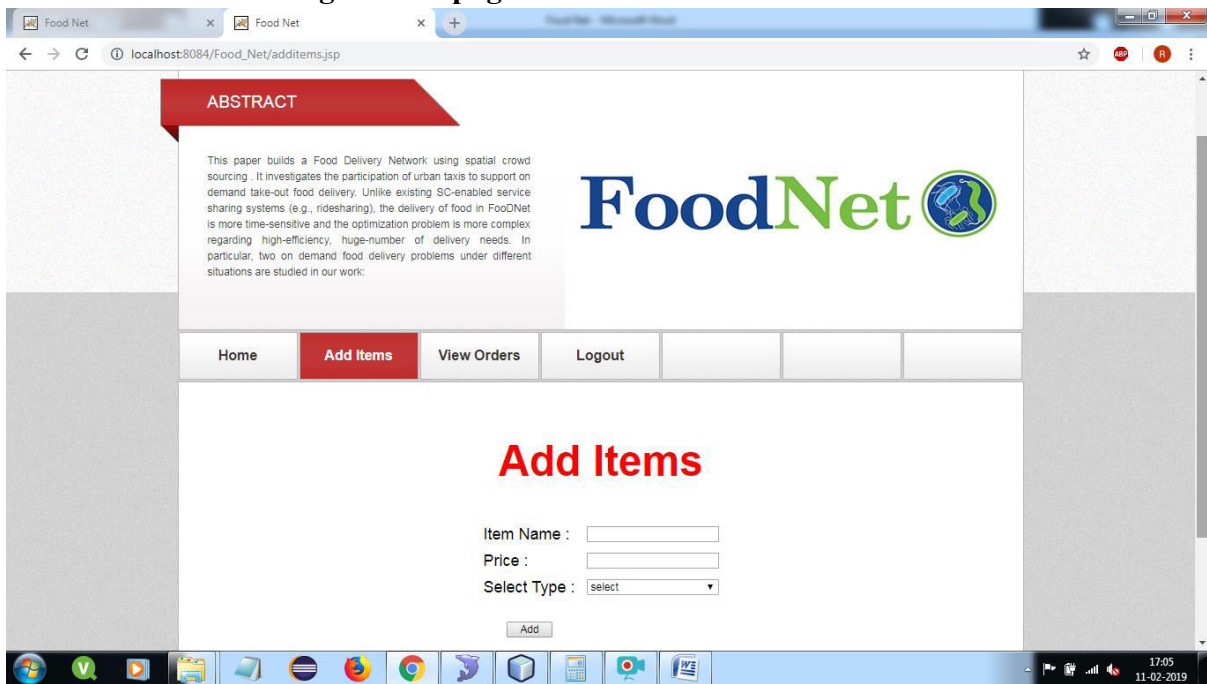 Food Net
Food Net
localhost:8084/Food_Net/additems.jsp
ABP
R
ABSTRACT
This paper builds a Food Delivery Network using spatial crowd
sourcing . It investigates the participation of urban taxis to support on
demand take-out food delivery. Unlike existing SC-enabled service
sharing systems (e.g., ridesharing), the delivery of food in FooDNet
is more time-sensitive and the optimization problem is more complex
regarding high-efficiency, huge-number of delivery needs. In
particular, two on demand food delivery problems under different
situations are studied in our work:
FoodNet
Home
Add Items
View Orders
Logout
Add Items
Item Name :
Price :
Select Type : select
Add
17:05
11-02-2019